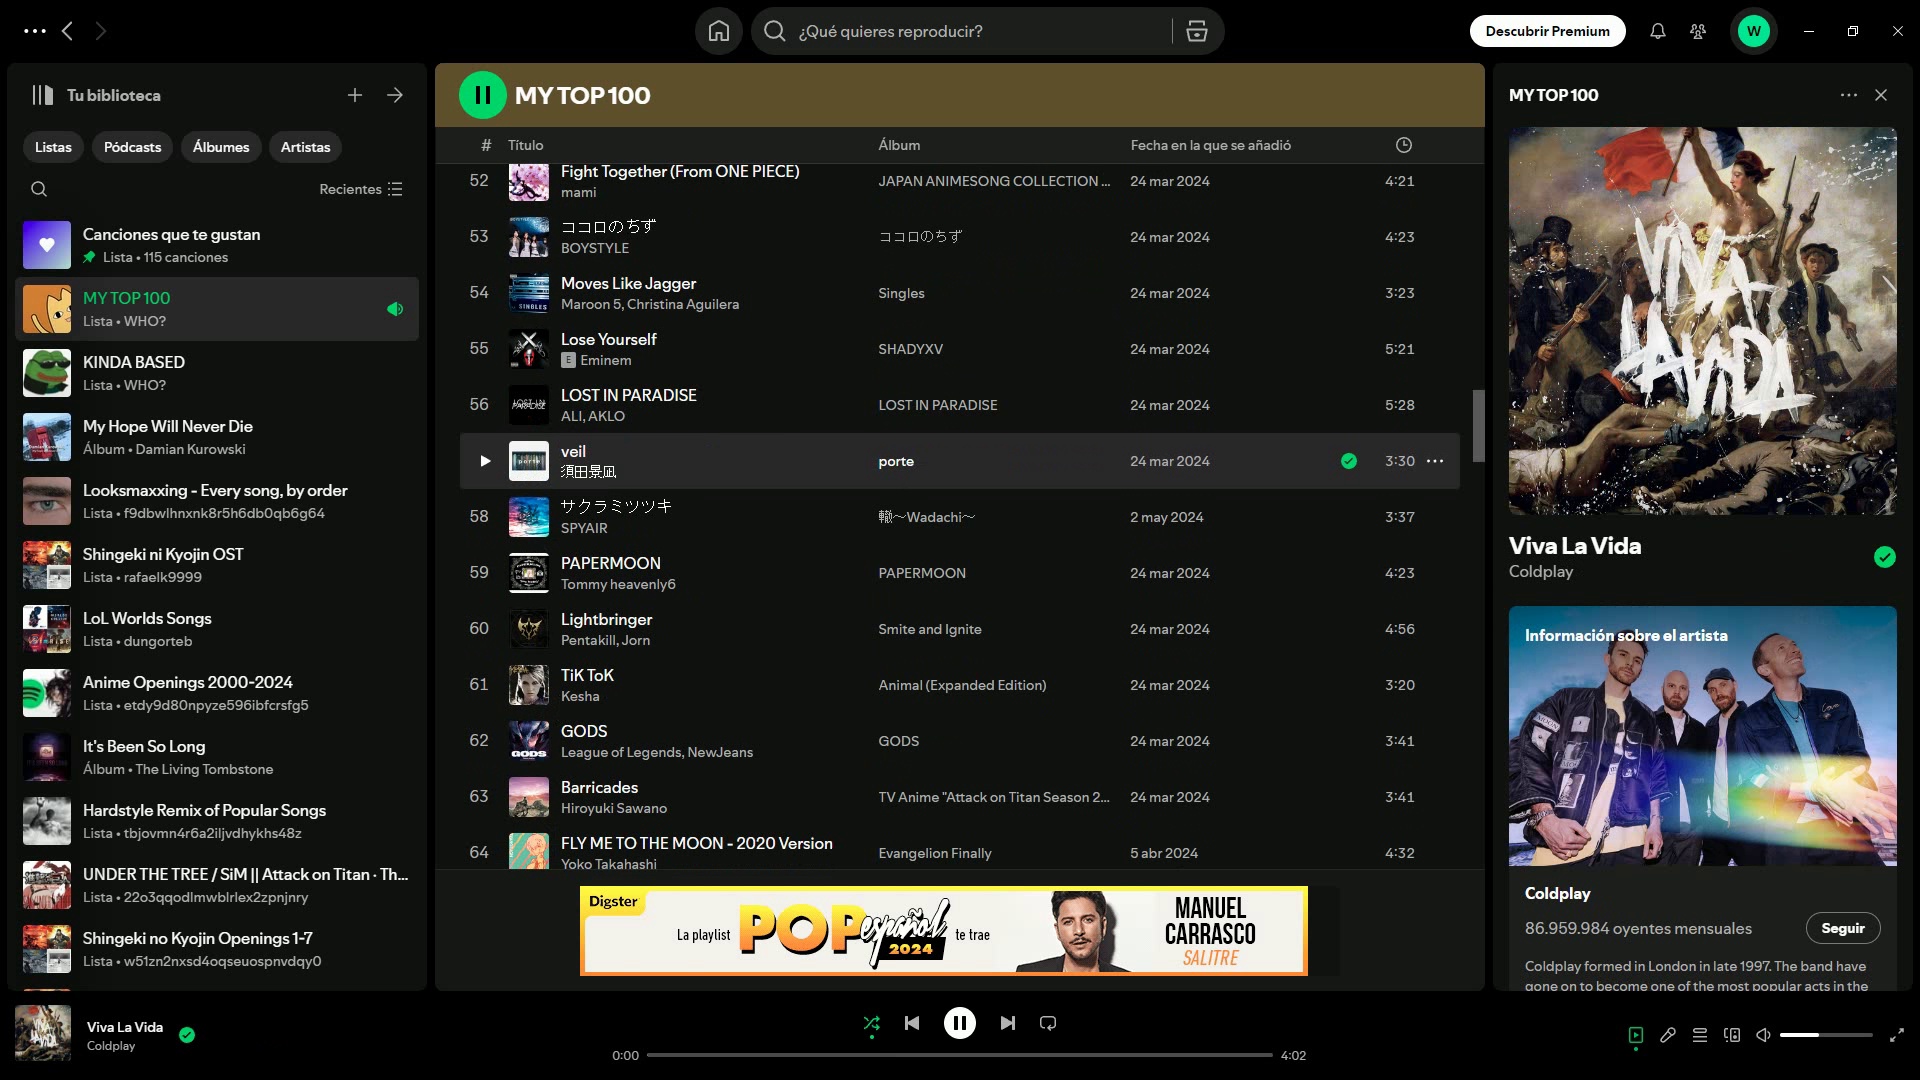 ¿Qué quieres reproducir?
Descubrir Premium
W
Tu biblioteca
Listas
Pódcasts
Álbumes
Artistas
Recientes
Canciones que te gustan
Lista • 115 canciones
MY TOP 100
Lista • WHO?
KINDA BASED
Lista • WHO?
My Hope Will Never Die
Álbum • Damian Kurowski
Looksmaxxing - Every song, by order
Lista • f9dbwlhnxnk8r5h6db0qb6g64
Shingeki ni Kyojin OST
Lista • rafaelk9999
LoL Worlds Songs
Lista • dungorteb
Anime Openings 2000-2024
Lista • etdy9d80npyze596ibfcrsfg5
It's Been So Long
Álbum • The Living Tombstone
Hardstyle Remix of Popular Songs
Lista • tbjovmn4r6a2iljvdhykhs48z
UNDER THE TREE / SiM || Attack on Titan · Th...
Lista • 22o3qqodlmwblrlex2zpnjnry
Shingeki no Kyojin Openings 1-7
Lista • w51zn2nxsd4oqseuospnvdqy0
MY TOP 100
# Título Álbum Fecha en la que se añadió
52 Fight Together (From ONE PIECE) JAPAN ANIMESONG COLLECTION ... 24 mar 2024 4:21
mami
53 ココロのちず ココロのちず 24 mar 2024 4:23
BOYSTYLE
54 Moves Like Jagger Singles 24 mar 2024 3:23
Maroon 5, Christina Aguilera
55 Lose Yourself SHADYXV 24 mar 2024 5:21
E Eminem
56 LOST IN PARADISE LOST IN PARADISE 24 mar 2024 5:28
ALI, AKLO
veil porte 24 mar 2024 3:30
須田景凪
58 サクラミツツキ 轍～Wadachi～ 2 may 2024 3:37
SPYAIR
59 PAPERMOON PAPERMOON 24 mar 2024 4:23
Tommy heavenly6
60 Lightbringer Smite and Ignite 24 mar 2024 4:56
Pentakill, Jorn
61 TiK ToK Animal (Expanded Edition) 24 mar 2024 3:20
Kesha
62 GODS GODS 24 mar 2024 3:41
League of Legends, NewJeans
63 Barricades TV Anime "Attack on Titan Season 2... 24 mar 2024 3:41
Hiroyuki Sawano
64 FLY ME TO THE MOON - 2020 Version Evangelion Finally 5 abr 2024 4:32
Yoko Takahashi
Digster
La playlist POP español 2024 te trae
MANUEL
CARRASCO
SALITRE
MY TOP 100
VIVA
LA VIDA
Viva La Vida
Coldplay
Información sobre el artista
Coldplay
86.959.984 oyentes mensuales
Seguir
Coldplay formed in London in late 1997. The band have
gone on to become one of the most popular acts in the
Viva La Vida
Coldplay
0:00
4:02